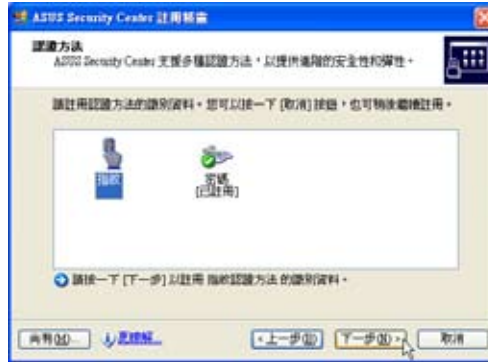 ASUS Security Center 註冊精靈
認證方法
ASUS Security Center 支援多種認證方法，以提供進階的安全性和彈性。
請註冊認證方法的識別資料。您可以按一下 [取消] 按鈕，也可稍後繼續註冊。
指紋
密碼
[已註冊]
請按一下 [下一步] 以註冊 指紋認證方法 的識別資料。
尚有(M)...
更瞭解...
<上一步(B)
下一步(N)>
取消